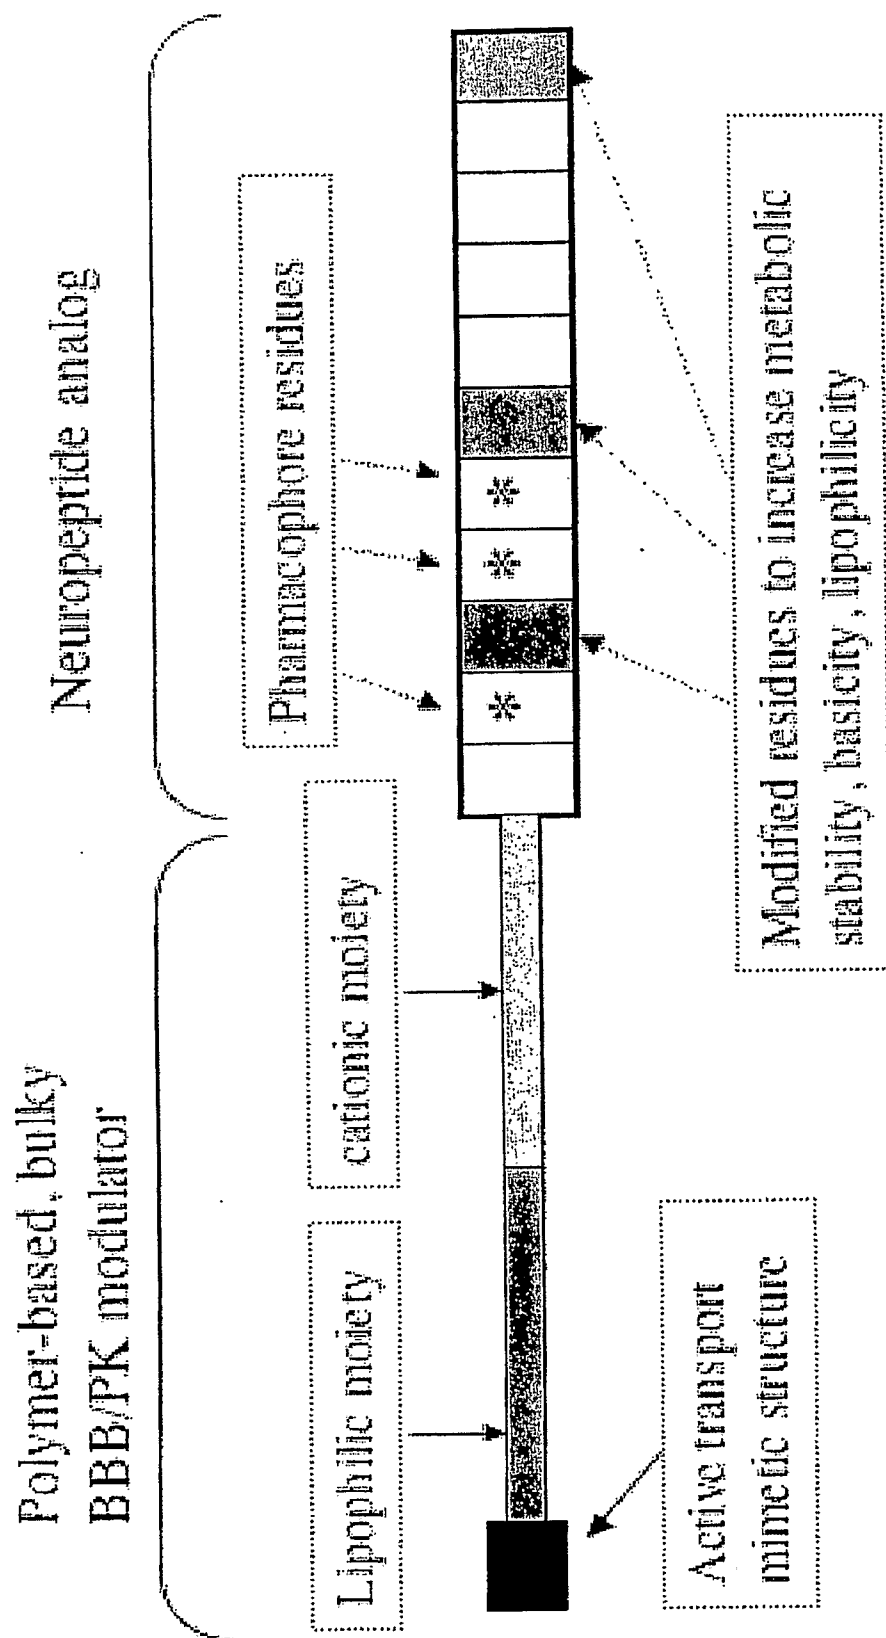 Polymer-based, bulky
BBB/PK modulator
Neuropeptide analog
Lipophilic moiety
cationic moiety
Pharmacophore residues
*
*
*
Active transport
mimetic structure
Modified residues to increase metabolic
stability, basicity, lipophilicity